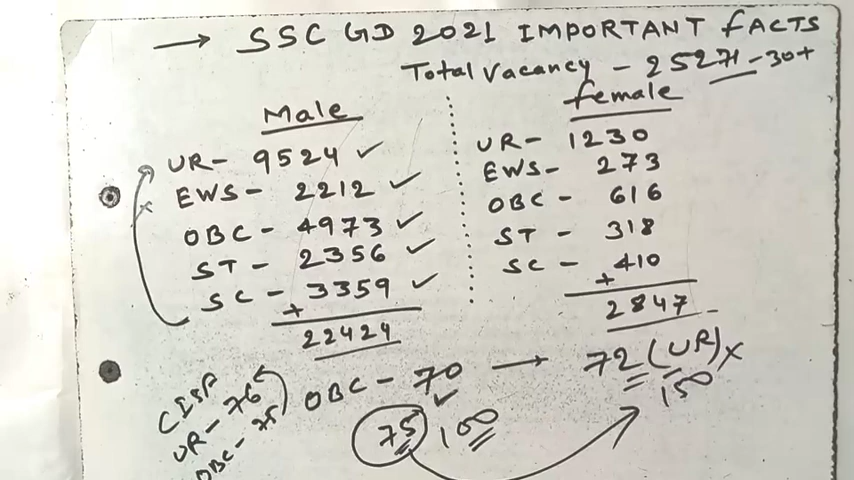 → SSC GD 2021 IMPORTANT FACTS
Total Vacancy - 25271 - 30+
Male
UR - 9524 ✓
EWS - 2212 ✓
OBC - 4973 ✓
ST - 2356 ✓
SC - 3359 ✓
+
22424
female
UR - 1230
EWS - 273
OBC - 616
ST - 318
SC - 410
+
2847
OBC - 70 → 72 (UR) x
75 100
150
CISF
UR - 76
OBC - 75